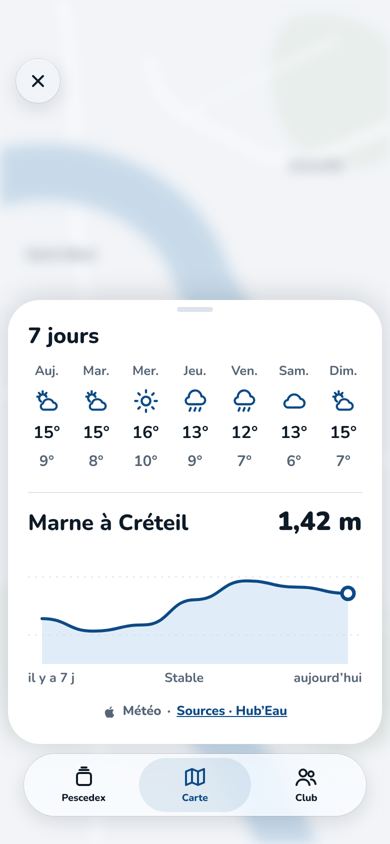 7 jours
Auj. Mar. Mer. Jeu. Ven. Sam. Dim.
15° 15° 16° 13° 12° 13° 15°
9° 8° 10° 9° 7° 6° 7°
Marne à Créteil 1,42 m
il y a 7 j Stable aujourd'hui
Météo · Sources · Hub'Eau
Pescedex Carte Club